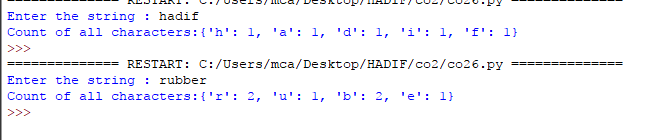 ============== RESTART: C:/Users/mca/Desktop/HADIF/co2/co26.py ==============
Enter the string : hadif
Count of all characters:{'h': 1, 'a': 1, 'd': 1, 'i': 1, 'f': 1}
>>>
============== RESTART: C:/Users/mca/Desktop/HADIF/co2/co26.py ==============
Enter the string : rubber
Count of all characters:{'r': 2, 'u': 1, 'b': 2, 'e': 1}
>>>